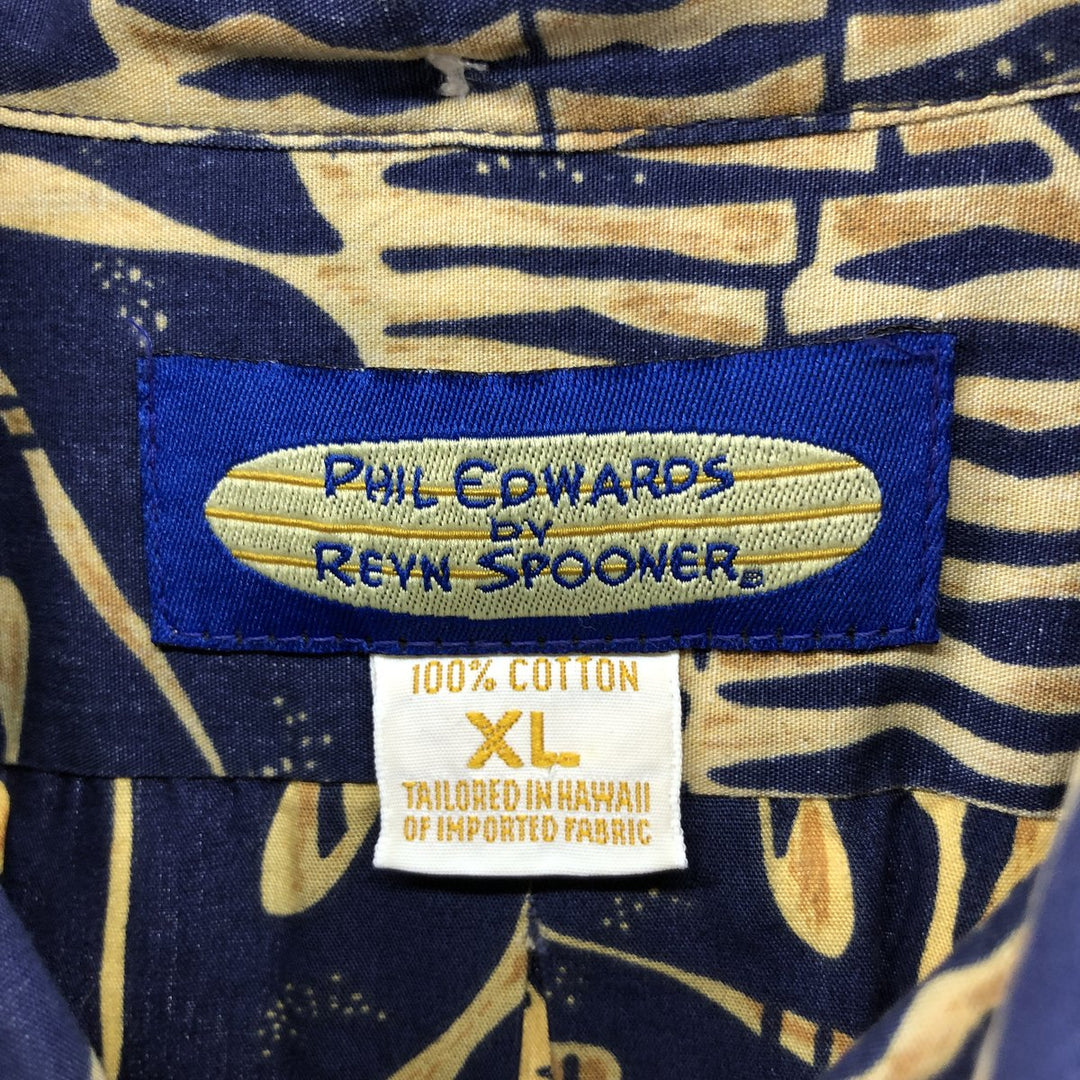 PHIL EDWARDS
BY
REYN SPOONER®
100% COTTON
XL
TAILORED IN HAWAII
OF IMPORTED FABRIC